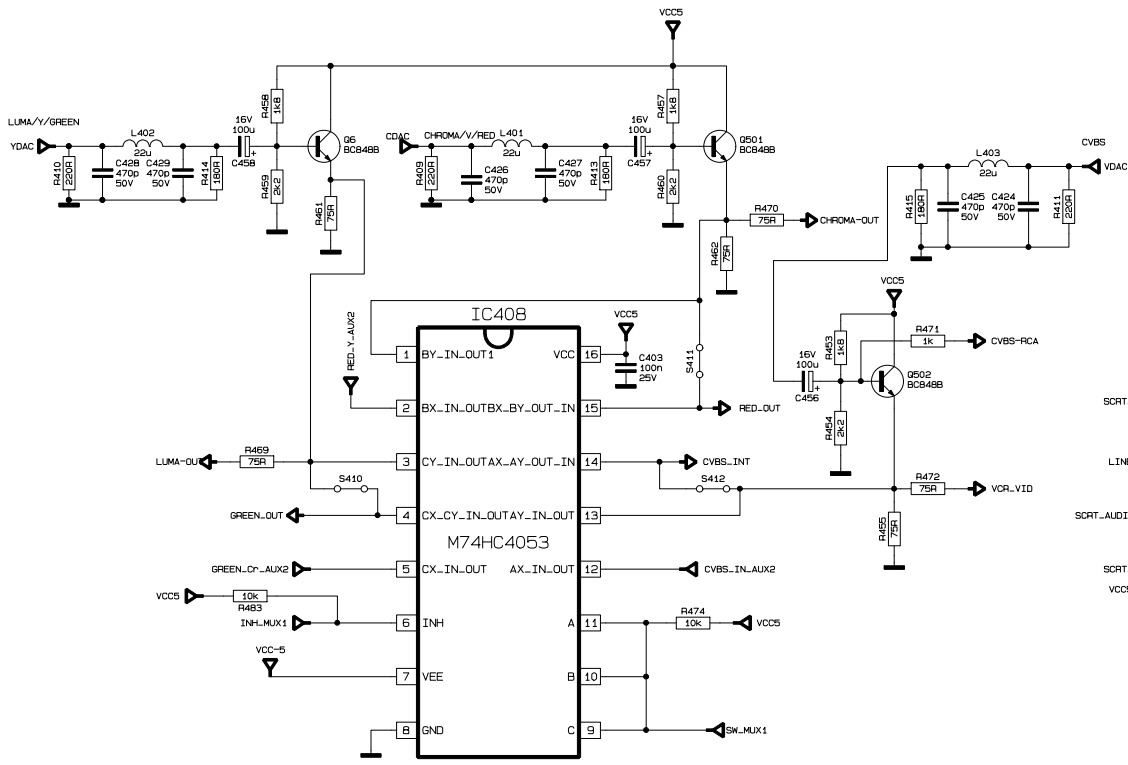 VCC5
LUMA/Y/GREEN
YDAC
L402
22u
R410
220R
C428
470p
50V
C429
470p
50V
R414
180R
16V
100u
C458
R458
1k8
R459
2k2
Q6
BC848B
R461
75R
CDAC
CHROMA/V/RED
L401
22u
R409
220R
C426
470p
50V
C427
470p
50V
R413
180R
16V
100u
C457
R457
1k8
R460
2k2
Q501
BC848B
R470
75R
CHROMA-OUT
R462
75R
CVBS
VDAC
L403
22u
R415
180R
C425
470p
50V
C424
470p
50V
R411
220R
VCC5
R453
1k8
R471
1k
CVBS-RCA
16V
100u
C456
Q502
BC848B
R454
2k2
R472
75R
VCR_VID
R455
75R
IC408
M74HC4053
VCC5
C403
100n
25V
S411
RED_Y_AUX2
1 BY_IN_OUT1 VCC 16
2 BX_IN_OUT BX_BY_OUT_IN 15
RED_OUT
LUMA-OUT
R469
75R
3 CY_IN_OUT AX_AY_OUT_IN 14
CVBS_INT
S410
S412
GREEN_OUT
4 CX_CY_IN_OUT AY_IN_OUT 13
GREEN_Cr_AUX2
5 CX_IN_OUT AX_IN_OUT 12
CVBS_IN_AUX2
VCC5
10k
R483
INH_MUX1
6 INH A 11
R474
10k
VCC5
VCC-5
7 VEE B 10
8 GND C 9
SW_MUX1
SCRT
LINE
SCRT_AUDI
SCRT
VCC5